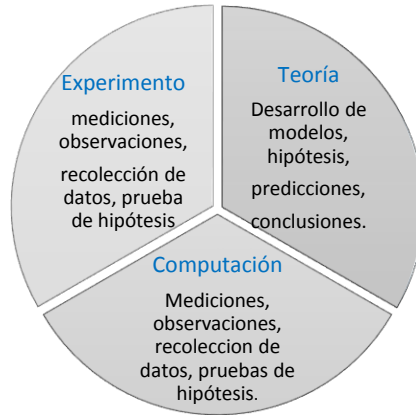 Experimento
mediciones,
observaciones,
recolección de
datos, prueba
de hipótesis
Teoría
Desarrollo de
modelos,
hipótesis,
predicciones,
conclusiones.
Computación
Mediciones,
observaciones,
recoleccion de
datos, pruebas de
hipótesis.